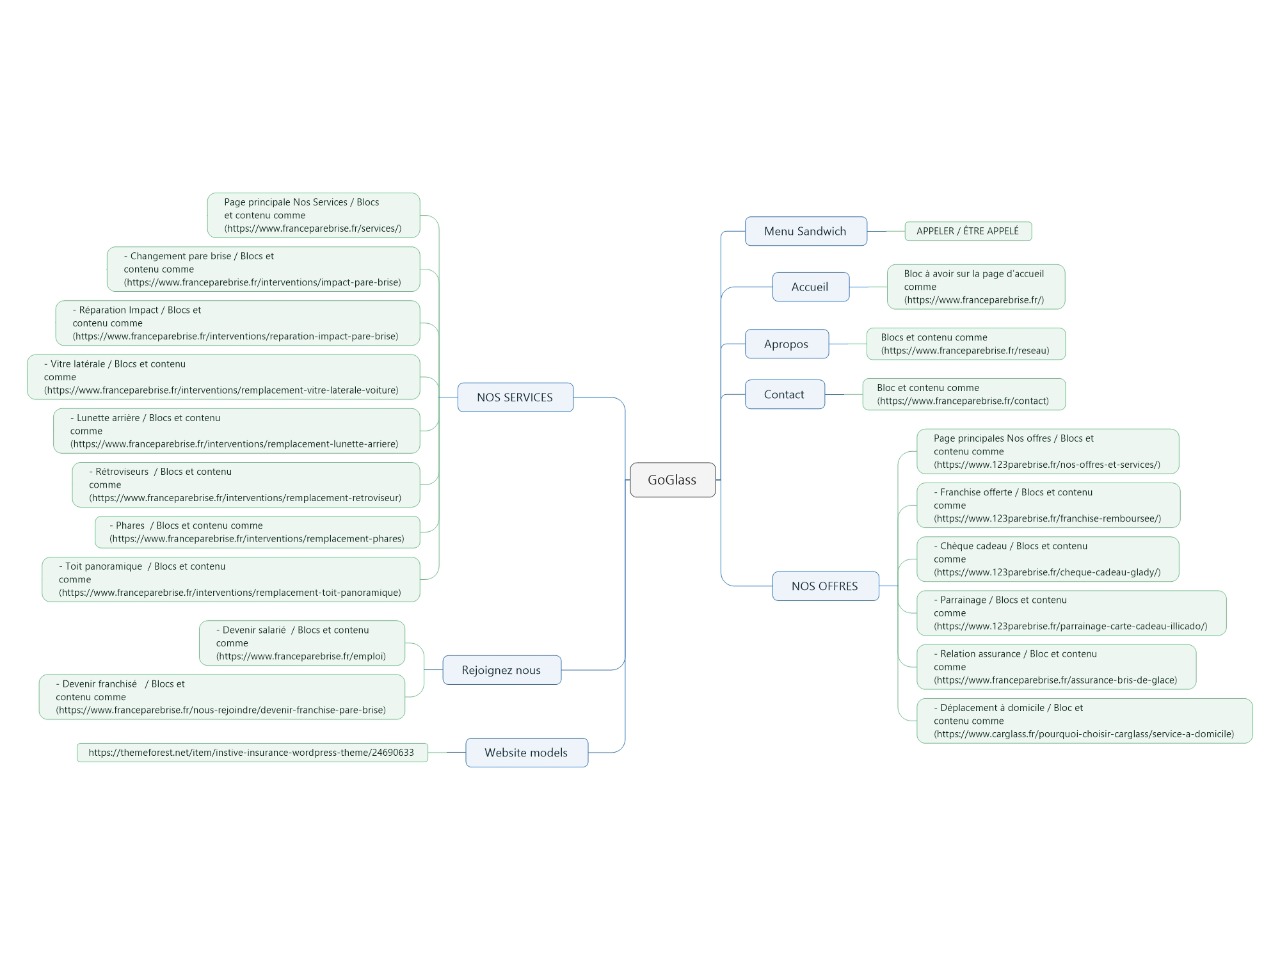 Page principale Nos Services / Blocs
et contenu comme
(https://www.franceparebrise.fr/services/)
- Changement pare brise / Blocs et
contenu comme
(https://www.franceparebrise.fr/interventions/impact-pare-brise)
- Réparation Impact / Blocs et
contenu comme
(https://www.franceparebrise.fr/interventions/reparation-impact-pare-brise)
- Vitre latérale / Blocs et contenu
comme
(https://www.franceparebrise.fr/interventions/remplacement-vitre-laterale-voiture)
- Lunette arrière / Blocs et contenu
comme
(https://www.franceparebrise.fr/interventions/remplacement-lunette-arriere)
- Rétroviseurs / Blocs et contenu
comme
(https://www.franceparebrise.fr/interventions/remplacement-retroviseur)
- Phares / Blocs et contenu comme
(https://www.franceparebrise.fr/interventions/remplacement-phares)
- Toit panoramique / Blocs et contenu
comme
(https://www.franceparebrise.fr/interventions/remplacement-toit-panoramique)
NOS SERVICES
- Devenir salarié / Blocs et contenu
comme
(https://www.franceparebrise.fr/emploi)
- Devenir franchisé / Blocs et
contenu comme
(https://www.franceparebrise.fr/nous-rejoindre/devenir-franchise-pare-brise)
Rejoignez nous
https://themeforest.net/item/instive-insurance-wordpress-theme/24690633
Website models
GoGlass
Menu Sandwich
APPELER / ÊTRE APPELÉ
Accueil
Bloc à avoir sur la page d'accueil
comme
(https://www.franceparebrise.fr/)
Apropos
Blocs et contenu comme
(https://www.franceparebrise.fr/reseau)
Contact
Bloc et contenu comme
(https://www.franceparebrise.fr/contact)
NOS OFFRES
Page principales Nos offres / Blocs et
contenu comme
(https://www.123parebrise.fr/nos-offres-et-services/)
- Franchise offerte / Blocs et contenu
comme
(https://www.123parebrise.fr/franchise-remboursee/)
- Chèque cadeau / Blocs et contenu
comme
(https://www.123parebrise.fr/cheque-cadeau-glady/)
- Parrainage / Blocs et contenu
comme
(https://www.123parebrise.fr/parrainage-carte-cadeau-illicado/)
- Relation assurance / Bloc et contenu
comme
(https://www.franceparebrise.fr/assurance-bris-de-glace)
- Déplacement à domicile / Bloc et
contenu comme
(https://www.carglass.fr/pourquoi-choisir-carglass/service-a-domicile)